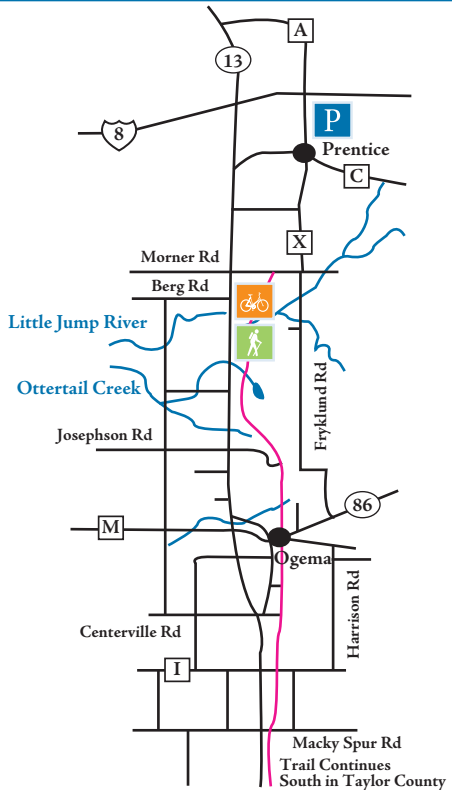 A
13
8
P
Prentice
C
X
Morner Rd
Berg Rd
Little Jump River
Ottertail Creek
Fryklund Rd
Josephson Rd
86
M
Ogema
Harrison Rd
Centerville Rd
I
Macky Spur Rd
Trail Continues
South in Taylor County